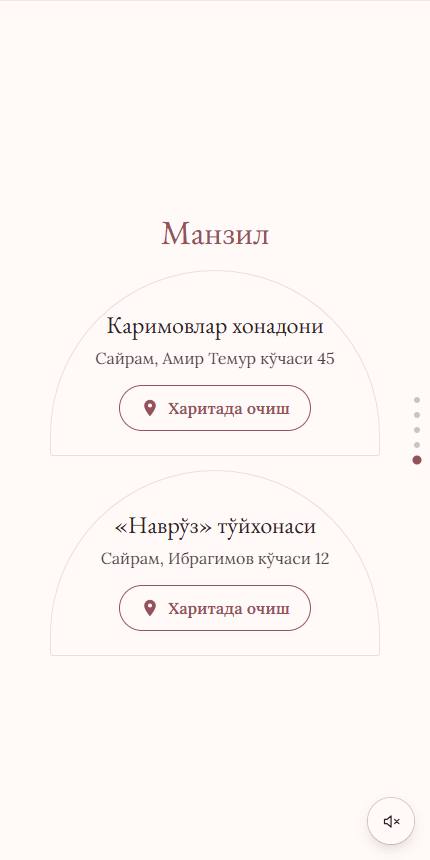 Манзил
Каримовлар хонадони
Сайрам, Амир Темур кўчаси 45
Харитада очиш
«Наврўз» тўйхонаси
Сайрам, Ибрагимов кўчаси 12
Харитада очиш